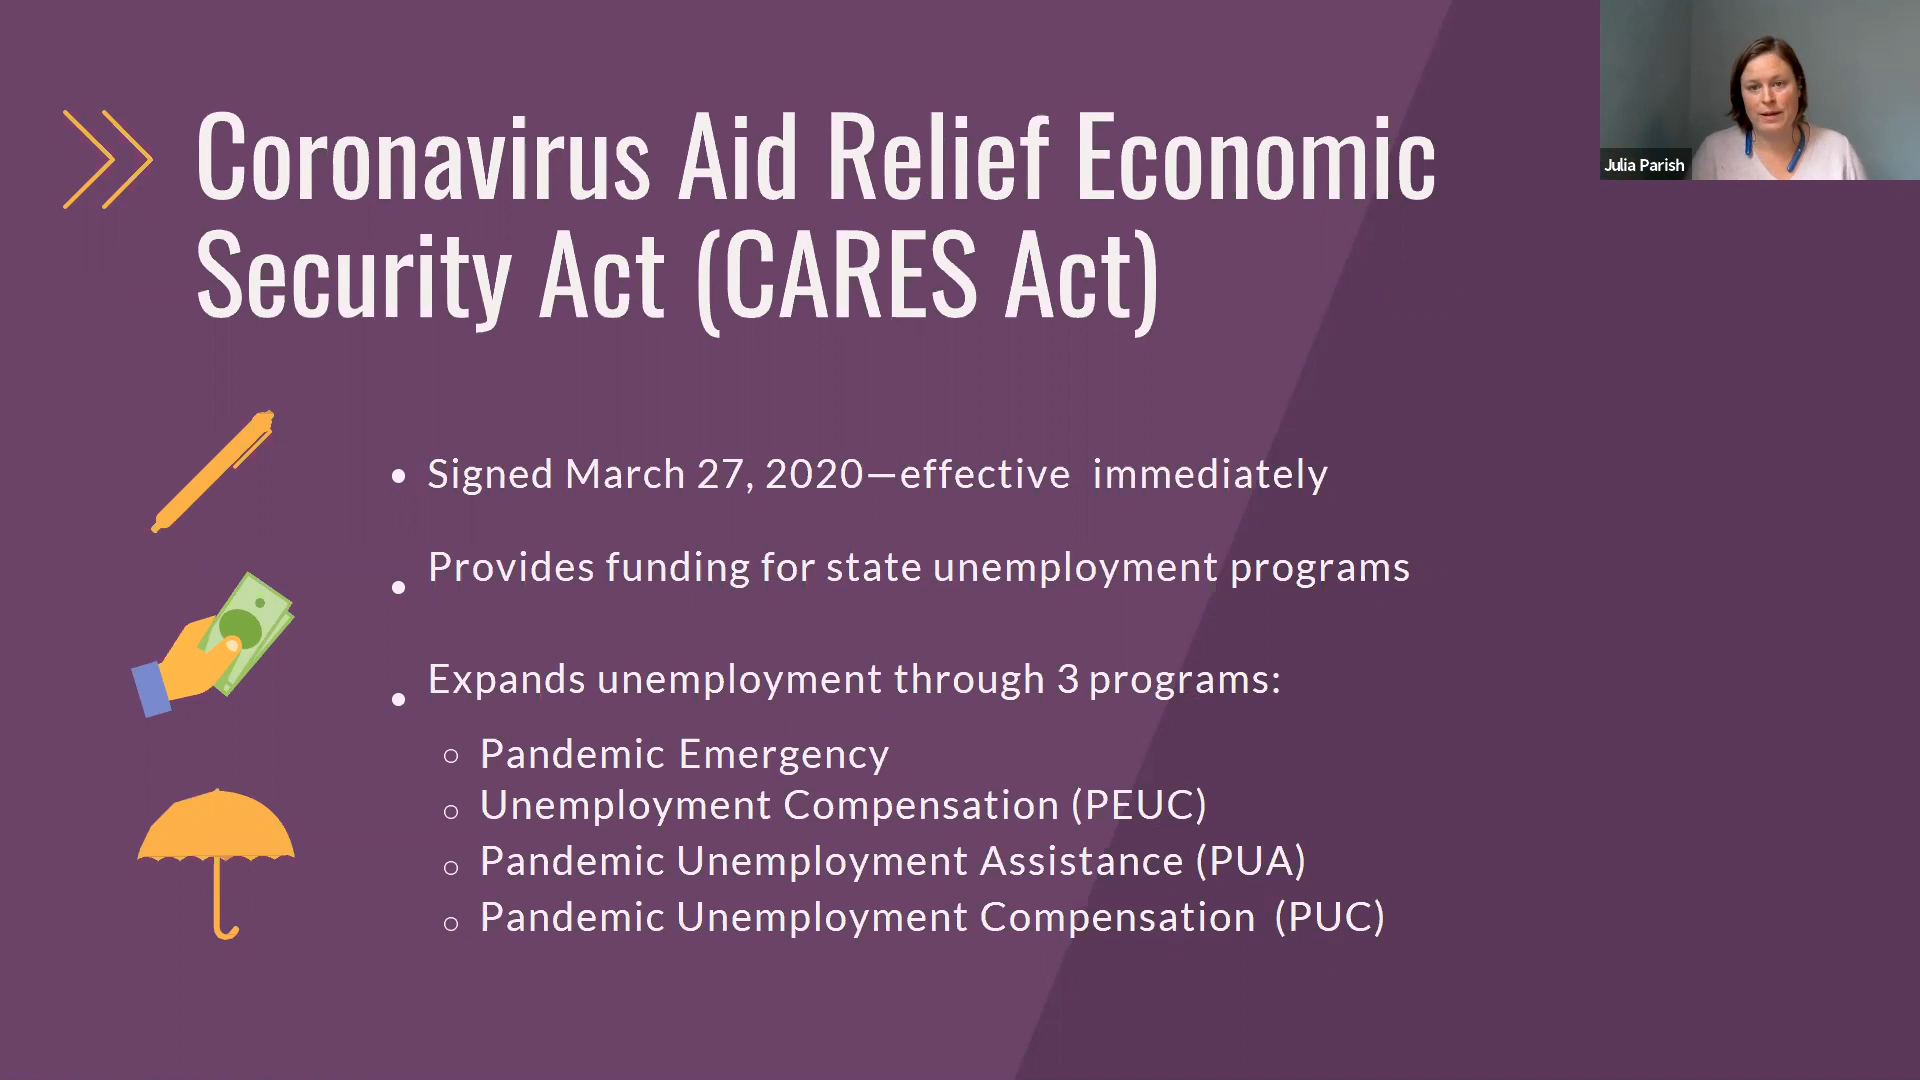 Coronavirus Aid Relief Economic
Security Act (CARES Act)
Julia Parish
• Signed March 27, 2020—effective immediately
• Provides funding for state unemployment programs
• Expands unemployment through 3 programs:
○ Pandemic Emergency
○ Unemployment Compensation (PEUC)
○ Pandemic Unemployment Assistance (PUA)
○ Pandemic Unemployment Compensation (PUC)